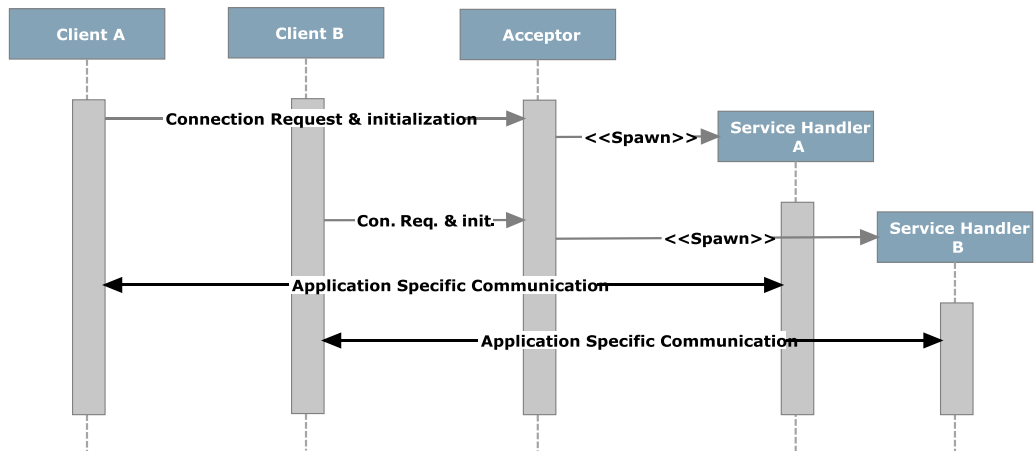 Client A
Client B
Acceptor
Connection Request & initialization
<<Spawn>>
Service Handler
A
Con. Req. & init.
<<Spawn>>
Service Handler
B
Application Specific Communication
Application Specific Communication